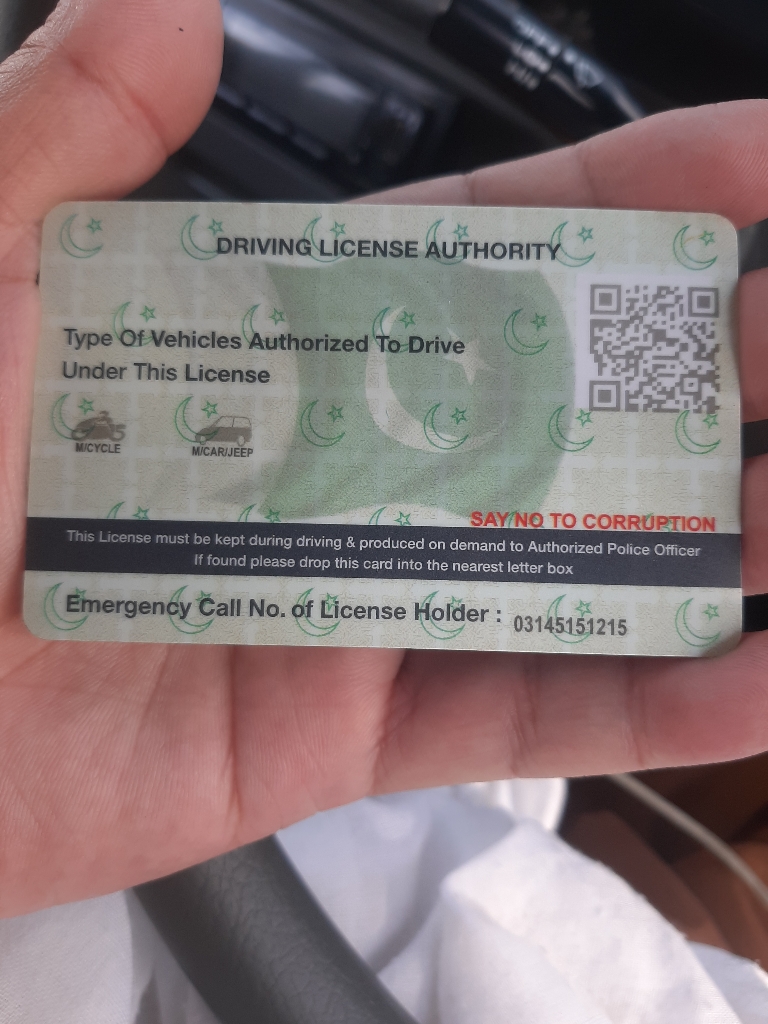 DRIVING LICENSE AUTHORITY
Type Of Vehicles Authorized To Drive
Under This License
M/CYCLE
M/CAR/JEEP
SAY NO TO CORRUPTION
This License must be kept during driving & produced on demand to Authorized Police Officer
If found please drop this card into the nearest letter box
Emergency Call No. of License Holder : 03145151215